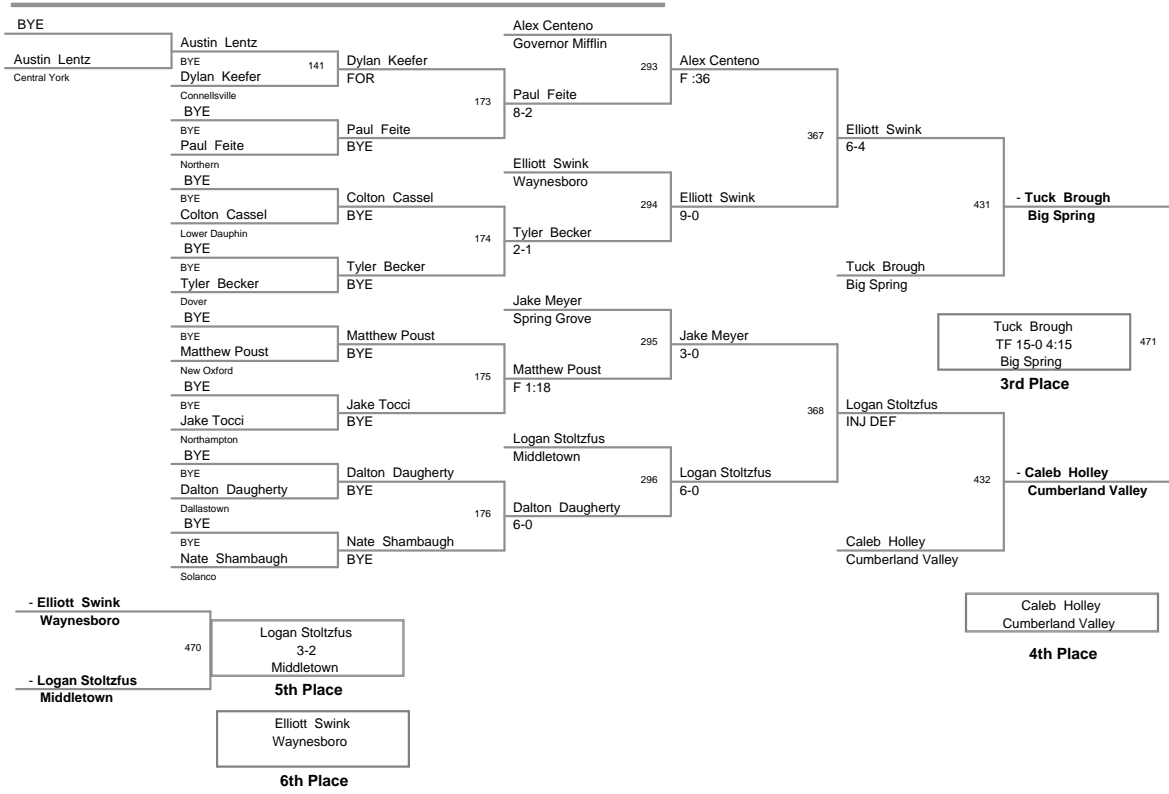 BYE
Austin Lentz
Central York
Austin Lentz
BYE
141
Dylan Keefer
Connellsville
BYE
BYE
Paul Feite
Northern
BYE
BYE
Colton Cassel
Lower Dauphin
BYE
BYE
Tyler Becker
Dover
BYE
BYE
Matthew Poust
New Oxford
BYE
BYE
Jake Tocci
Northampton
BYE
BYE
Dalton Daugherty
Dallastown
BYE
BYE
Nate Shambaugh
Solanco
Dylan Keefer
FOR
173
Paul Feite
BYE
Colton Cassel
BYE
174
Tyler Becker
BYE
Matthew Poust
BYE
175
Jake Tocci
BYE
Dalton Daugherty
BYE
176
Nate Shambaugh
BYE
Alex Centeno
Governor Mifflin
293
Paul Feite
8-2
Elliott Swink
Waynesboro
294
Tyler Becker
2-1
Jake Meyer
Spring Grove
295
Matthew Poust
F 1:18
Logan Stoltzfus
Middletown
296
Dalton Daugherty
6-0
Alex Centeno
F :36
367
Elliott Swink
9-0
Jake Meyer
3-0
368
Logan Stoltzfus
6-0
Elliott Swink
6-4
431
Tuck Brough
Big Spring
Logan Stoltzfus
INJ DEF
432
Caleb Holley
Cumberland Valley
- Tuck Brough
Big Spring
Tuck Brough
TF 15-0 4:15
Big Spring
471
3rd Place
- Caleb Holley
Cumberland Valley
Caleb Holley
Cumberland Valley
4th Place
- Elliott Swink
Waynesboro
470
- Logan Stoltzfus
Middletown
Logan Stoltzfus
3-2
Middletown
5th Place
Elliott Swink
Waynesboro
6th Place